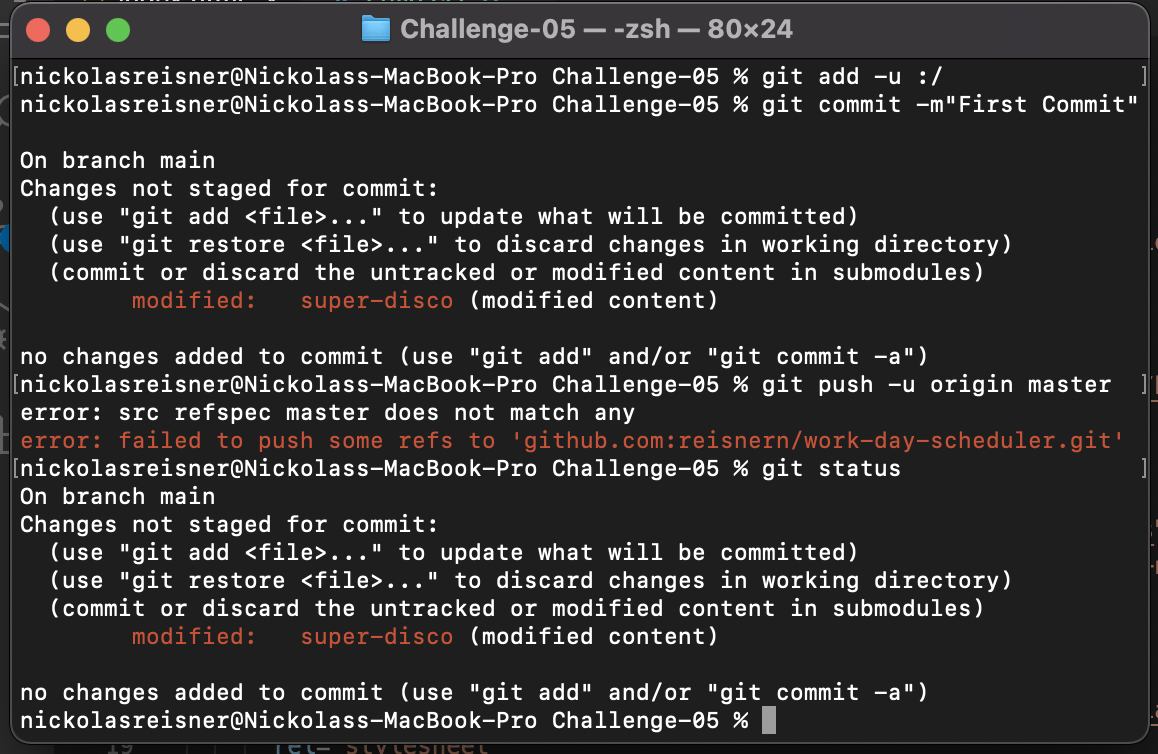 Challenge-05 — -zsh — 80×24
[nickolasreisner@Nickolass-MacBook-Pro Challenge-05 % git add -u :/ ]
nickolasreisner@Nickolass-MacBook-Pro Challenge-05 % git commit -m"First Commit"
On branch main
Changes not staged for commit:
(use "git add <file>..." to update what will be committed)
(use "git restore <file>..." to discard changes in working directory)
(commit or discard the untracked or modified content in submodules)
modified: super-disco (modified content)
no changes added to commit (use "git add" and/or "git commit -a")
[nickolasreisner@Nickolass-MacBook-Pro Challenge-05 % git push -u origin master ]
error: src refspec master does not match any
error: failed to push some refs to 'github.com:reisnern/work-day-scheduler.git'
[nickolasreisner@Nickolass-MacBook-Pro Challenge-05 % git status ]
On branch main
Changes not staged for commit:
(use "git add <file>..." to update what will be committed)
(use "git restore <file>..." to discard changes in working directory)
(commit or discard the untracked or modified content in submodules)
modified: super-disco (modified content)
no changes added to commit (use "git add" and/or "git commit -a")
nickolasreisner@Nickolass-MacBook-Pro Challenge-05 %
19 rel="stylesheet